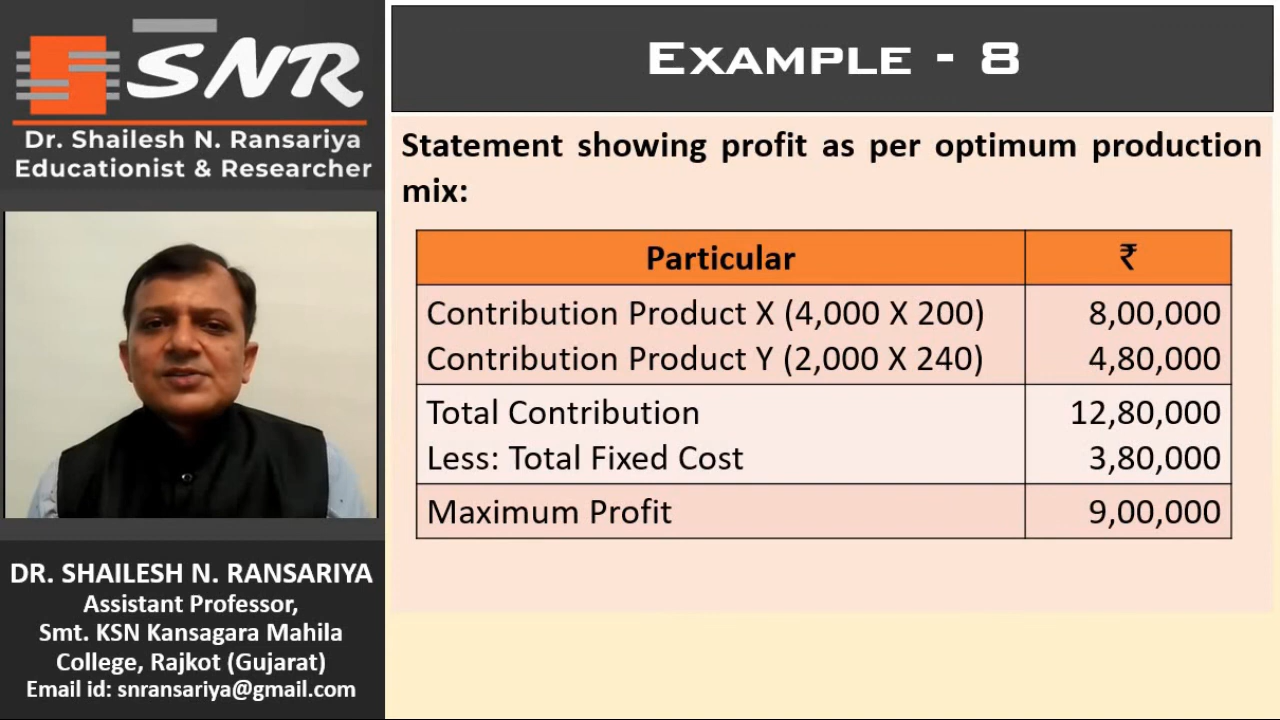 SNR
Dr. Shailesh N. Ransariya
Educationist & Researcher
DR. SHAILESH N. RANSARIYA
Assistant Professor,
Smt. KSN Kansagara Mahila
College, Rajkot (Gujarat)
Email id: snransariya@gmail.com
EXAMPLE - 8
Statement showing profit as per optimum production
mix:
Particular ₹
Contribution Product X (4,000 X 200) 8,00,000
Contribution Product Y (2,000 X 240) 4,80,000
Total Contribution 12,80,000
Less: Total Fixed Cost 3,80,000
Maximum Profit 9,00,000